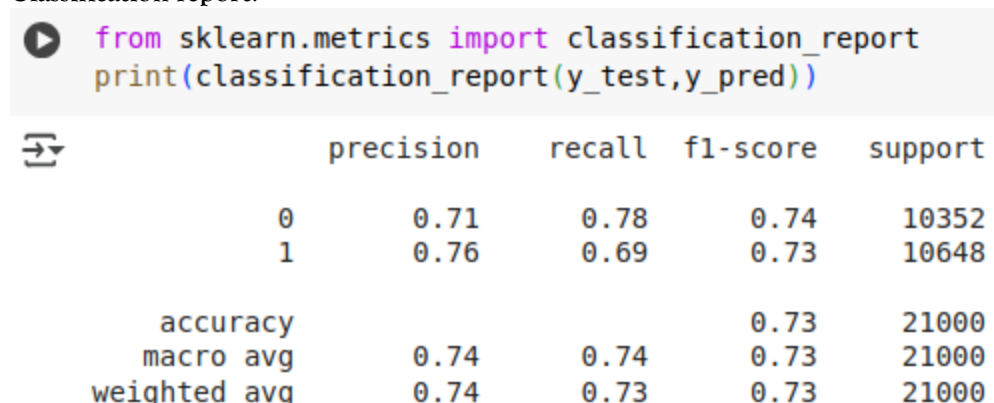 Classification report:
from sklearn.metrics import classification_report
print(classification_report(y_test,y_pred))
precision recall f1-score support
0 0.71 0.78 0.74 10352
1 0.76 0.69 0.73 10648
accuracy 0.73 21000
macro avg 0.74 0.74 0.73 21000
weighted avg 0.74 0.73 0.73 21000